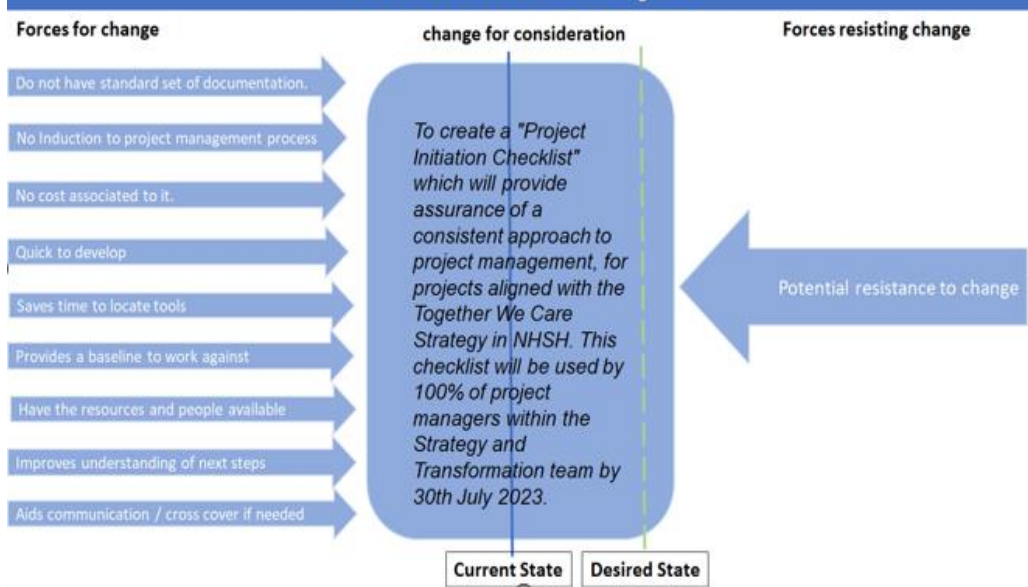 Forces for change
change for consideration
Forces resisting change
Do not have standard set of documentation.
No Induction to project management process
No cost associated to it.
Quick to develop
Saves time to locate tools
Provides a baseline to work against
Have the resources and people available
Improves understanding of next steps
Aids communication / cross cover if needed
To create a "Project
Initiation Checklist"
which will provide
assurance of a
consistent approach to
project management, for
projects aligned with the
Together We Care
Strategy in NHSH. This
checklist will be used by
100% of project
managers within the
Strategy and
Transformation team by
30th July 2023.
Potential resistance to change
Current State
Desired State